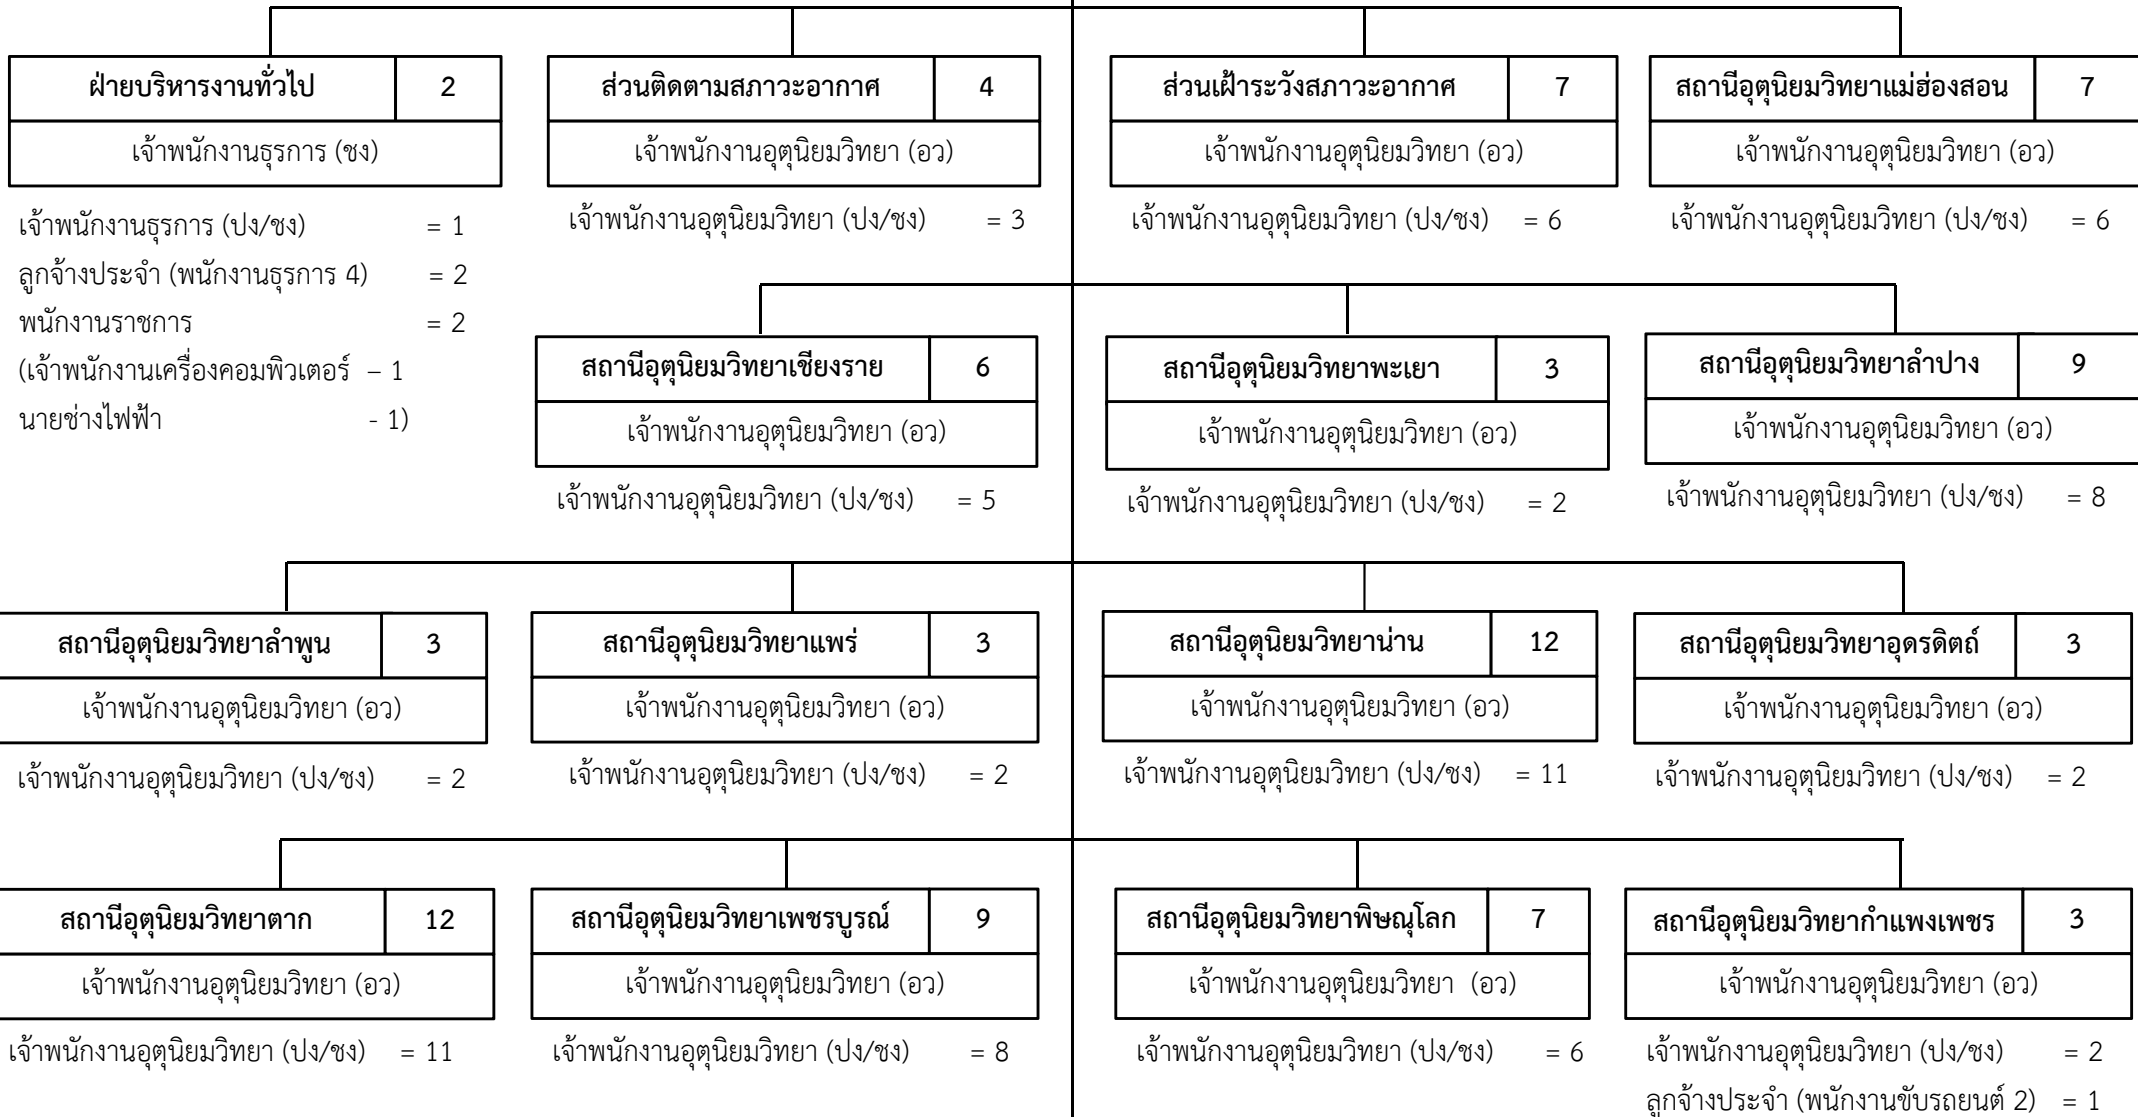 ฝ่ายบริหารงานทั่วไป 2
เจ้าพนักงานธุรการ (ชง)
เจ้าพนักงานธุรการ (ปง/ชง) = 1
ลูกจ้างประจำ (พนักงานธุรการ 4) = 2
พนักงานราชการ = 2
(เจ้าพนักงานเครื่องคอมพิวเตอร์ – 1
นายช่างไฟฟ้า - 1)
ส่วนติดตามสภาวะอากาศ 4
เจ้าพนักงานอุตุนิยมวิทยา (อว)
เจ้าพนักงานอุตุนิยมวิทยา (ปง/ชง) = 3
ส่วนเฝ้าระวังสภาวะอากาศ 7
เจ้าพนักงานอุตุนิยมวิทยา (อว)
เจ้าพนักงานอุตุนิยมวิทยา (ปง/ชง) = 6
สถานีอุตุนิยมวิทยาแม่ฮ่องสอน 7
เจ้าพนักงานอุตุนิยมวิทยา (อว)
เจ้าพนักงานอุตุนิยมวิทยา (ปง/ชง) = 6
สถานีอุตุนิยมวิทยาเชียงราย 6
เจ้าพนักงานอุตุนิยมวิทยา (อว)
เจ้าพนักงานอุตุนิยมวิทยา (ปง/ชง) = 5
สถานีอุตุนิยมวิทยาพะเยา 3
เจ้าพนักงานอุตุนิยมวิทยา (อว)
เจ้าพนักงานอุตุนิยมวิทยา (ปง/ชง) = 2
สถานีอุตุนิยมวิทยาลำปาง 9
เจ้าพนักงานอุตุนิยมวิทยา (อว)
เจ้าพนักงานอุตุนิยมวิทยา (ปง/ชง) = 8
สถานีอุตุนิยมวิทยาลำพูน 3
เจ้าพนักงานอุตุนิยมวิทยา (อว)
เจ้าพนักงานอุตุนิยมวิทยา (ปง/ชง) = 2
สถานีอุตุนิยมวิทยาแพร่ 3
เจ้าพนักงานอุตุนิยมวิทยา (อว)
เจ้าพนักงานอุตุนิยมวิทยา (ปง/ชง) = 2
สถานีอุตุนิยมวิทยาน่าน 12
เจ้าพนักงานอุตุนิยมวิทยา (อว)
เจ้าพนักงานอุตุนิยมวิทยา (ปง/ชง) = 11
สถานีอุตุนิยมวิทยาอุดรดิตถ์ 3
เจ้าพนักงานอุตุนิยมวิทยา (อว)
เจ้าพนักงานอุตุนิยมวิทยา (ปง/ชง) = 2
สถานีอุตุนิยมวิทยาตาก 12
เจ้าพนักงานอุตุนิยมวิทยา (อว)
เจ้าพนักงานอุตุนิยมวิทยา (ปง/ชง) = 11
สถานีอุตุนิยมวิทยาเพชรบูรณ์ 9
เจ้าพนักงานอุตุนิยมวิทยา (อว)
เจ้าพนักงานอุตุนิยมวิทยา (ปง/ชง) = 8
สถานีอุตุนิยมวิทยาพิษณุโลก 7
เจ้าพนักงานอุตุนิยมวิทยา (อว)
เจ้าพนักงานอุตุนิยมวิทยา (ปง/ชง) = 6
สถานีอุตุนิยมวิทยากำแพงเพชร 3
เจ้าพนักงานอุตุนิยมวิทยา (อว)
เจ้าพนักงานอุตุนิยมวิทยา (ปง/ชง) = 2
ลูกจ้างประจำ (พนักงานขับรถยนต์ 2) = 1